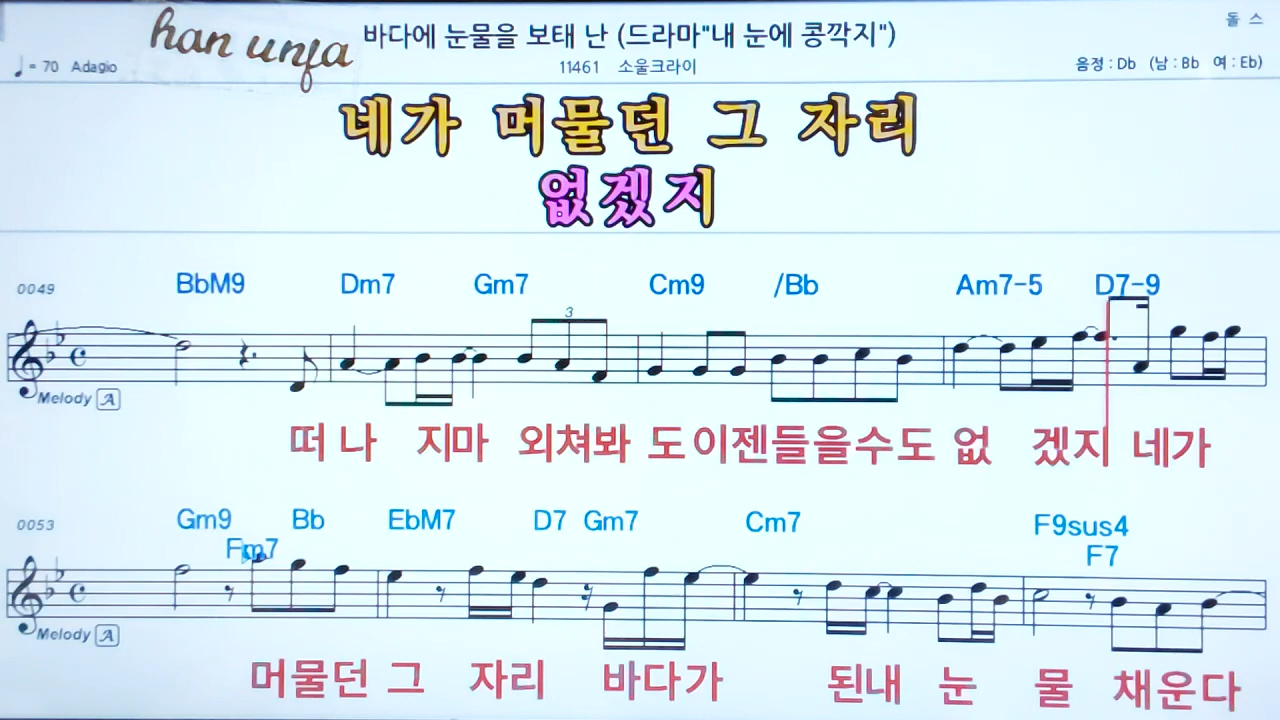 돌 스
han unfa
바다에 눈물을 보태 난 (드라마"내 눈에 콩깍지")
♩= 70 Adagio
11461 소울크라이
음정 : Db (남 : Bb 여 : Eb)
네가 머물던 그 자리
없겠지
0049 BbM9 Dm7 Gm7 Cm9 /Bb Am7-5 D7-9
3
Melody A
떠 나 지마 외쳐봐 도이젠들을수도 없 겠지 네가
0053 Gm9 Bb EbM7 D7 Gm7 Cm7 F9sus4
Fm7 F7
Melody A
머물던 그 자리 바다가 된내 눈 물 채운다